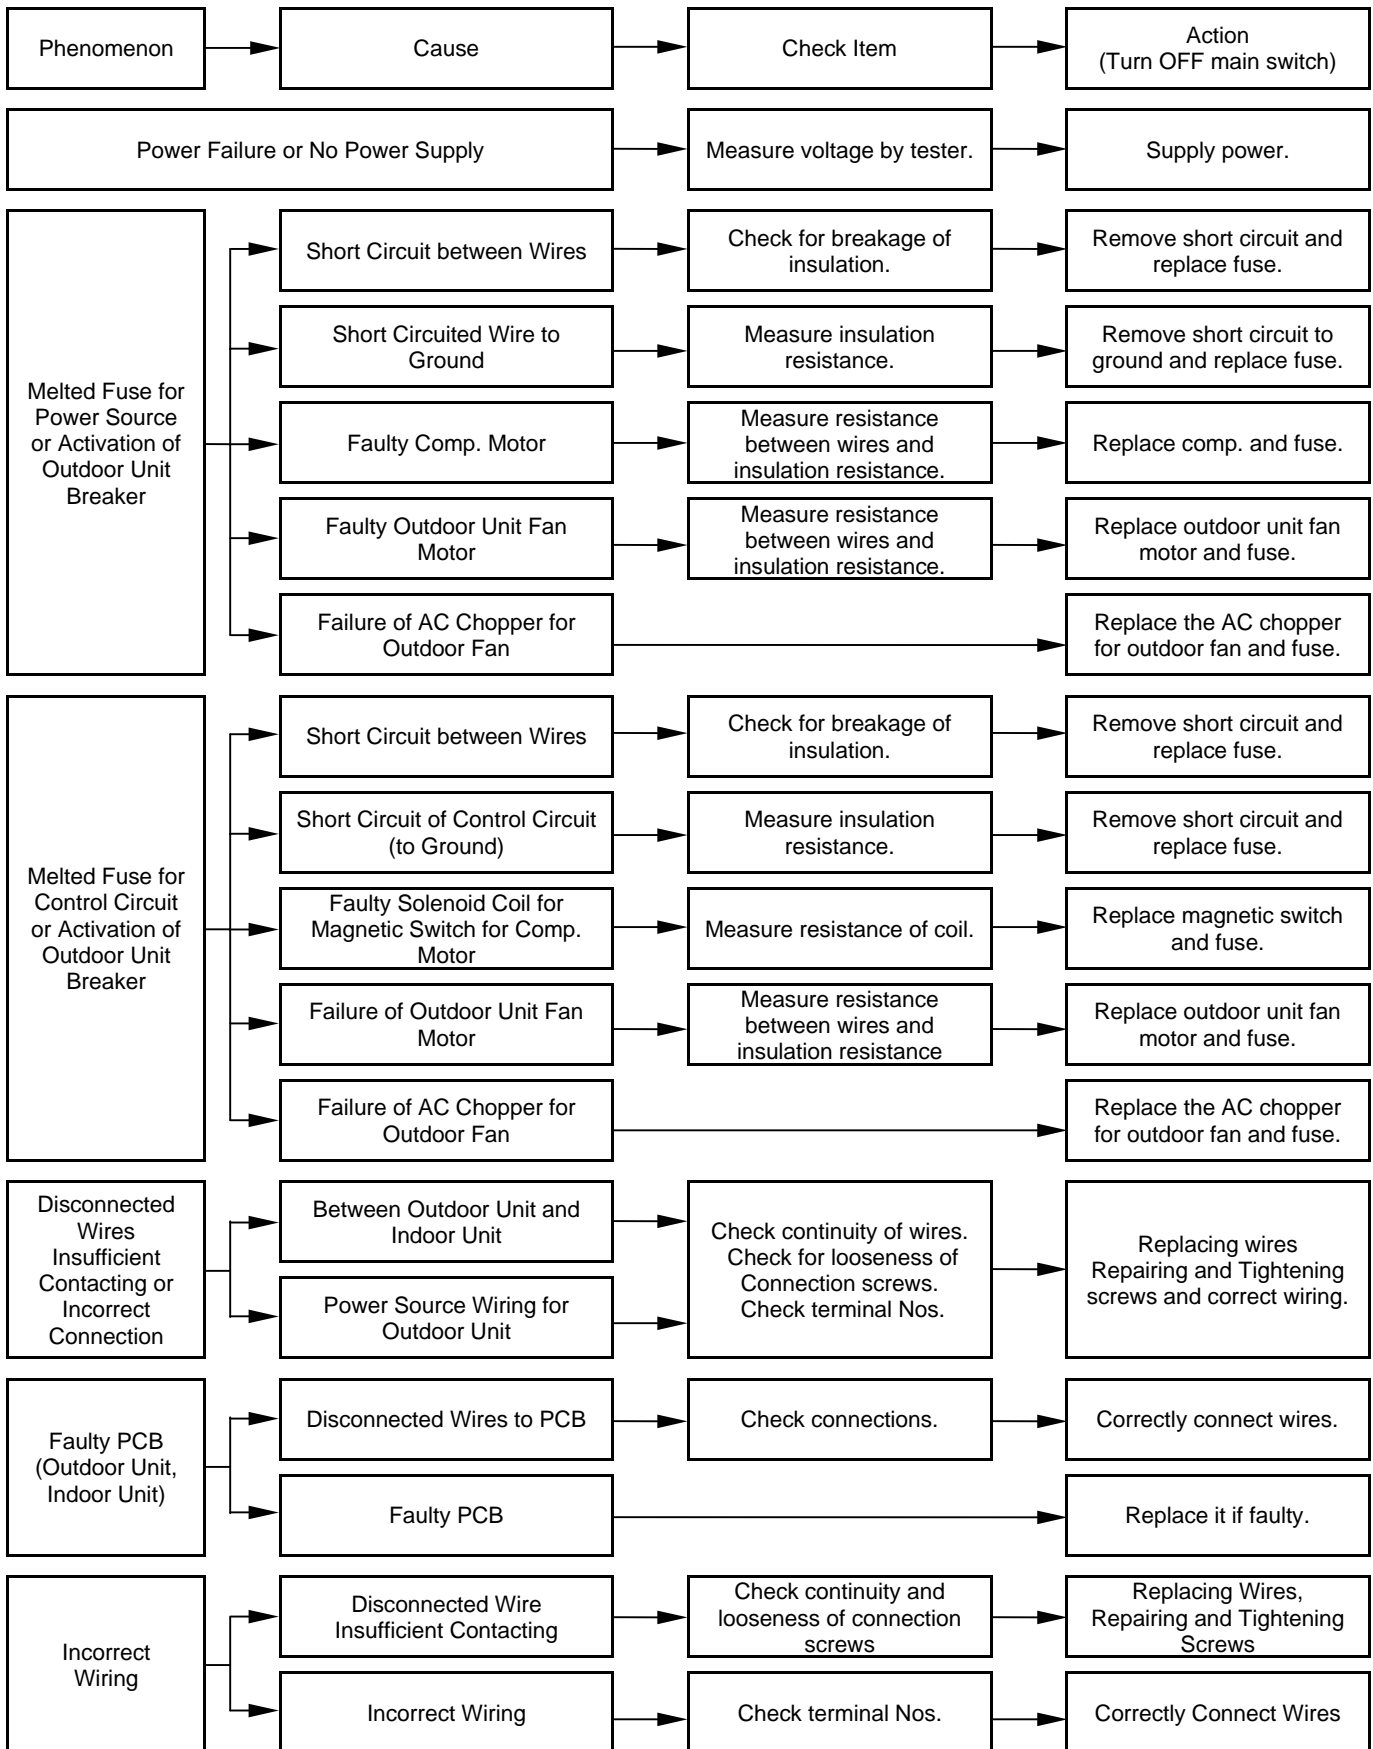 Phenomenon
Cause
Check Item
Action
(Turn OFF main switch)
Power Failure or No Power Supply
Measure voltage by tester.
Supply power.
Melted Fuse for
Power Source
or Activation of
Outdoor Unit
Breaker
Short Circuit between Wires
Check for breakage of
insulation.
Remove short circuit and
replace fuse.
Short Circuited Wire to
Ground
Measure insulation
resistance.
Remove short circuit to
ground and replace fuse.
Faulty Comp. Motor
Measure resistance
between wires and
insulation resistance.
Replace comp. and fuse.
Faulty Outdoor Unit Fan
Motor
Measure resistance
between wires and
insulation resistance.
Replace outdoor unit fan
motor and fuse.
Failure of AC Chopper for
Outdoor Fan
Replace the AC chopper
for outdoor fan and fuse.
Melted Fuse for
Control Circuit
or Activation of
Outdoor Unit
Breaker
Short Circuit between Wires
Check for breakage of
insulation.
Remove short circuit and
replace fuse.
Short Circuit of Control Circuit
(to Ground)
Measure insulation
resistance.
Remove short circuit and
replace fuse.
Faulty Solenoid Coil for
Magnetic Switch for Comp.
Motor
Measure resistance of coil.
Replace magnetic switch
and fuse.
Failure of Outdoor Unit Fan
Motor
Measure resistance
between wires and
insulation resistance
Replace outdoor unit fan
motor and fuse.
Failure of AC Chopper for
Outdoor Fan
Replace the AC chopper
for outdoor fan and fuse.
Disconnected
Wires
Insufficient
Contacting or
Incorrect
Connection
Between Outdoor Unit and
Indoor Unit
Power Source Wiring for
Outdoor Unit
Check continuity of wires.
Check for looseness of
Connection screws.
Check terminal Nos.
Replacing wires
Repairing and Tightening
screws and correct wiring.
Faulty PCB
(Outdoor Unit,
Indoor Unit)
Disconnected Wires to PCB
Check connections.
Correctly connect wires.
Faulty PCB
Replace it if faulty.
Incorrect
Wiring
Disconnected Wire
Insufficient Contacting
Check continuity and
looseness of connection
screws
Replacing Wires,
Repairing and Tightening
Screws
Incorrect Wiring
Check terminal Nos.
Correctly Connect Wires